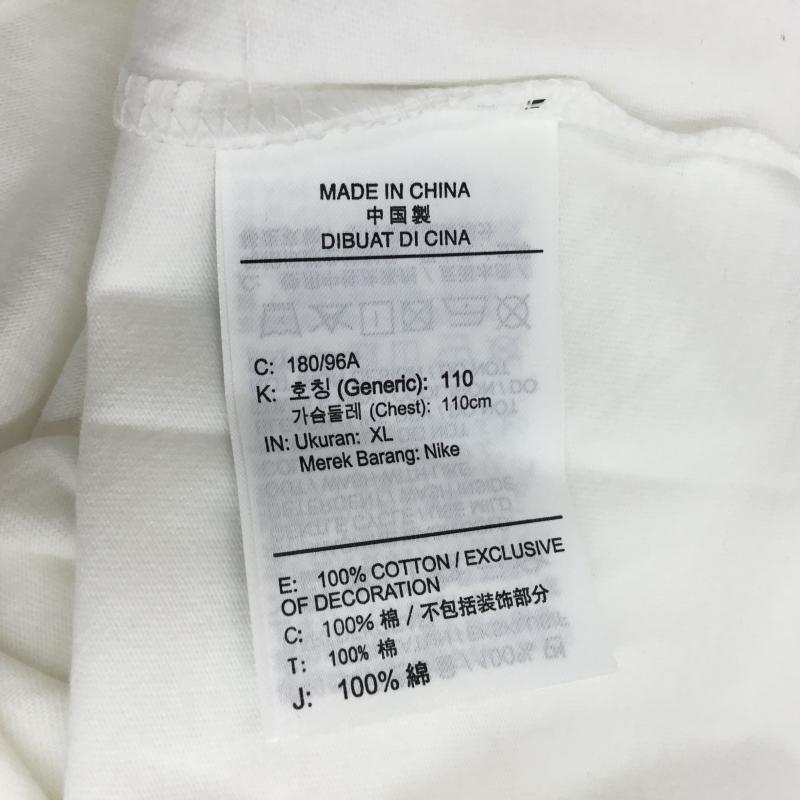 MADE IN CHINA
中国製
DIBUAT DI CINA
C: 180/96A
K: 호칭 (Generic): 110
가슴둘레 (Chest): 110cm
IN: Ukuran: XL
Merek Barang: Nike
E: 100% COTTON / EXCLUSIVE
OF DECORATION
C: 100% 棉 / 不包括装饰部分
T: 100% 棉
J: 100% 綿